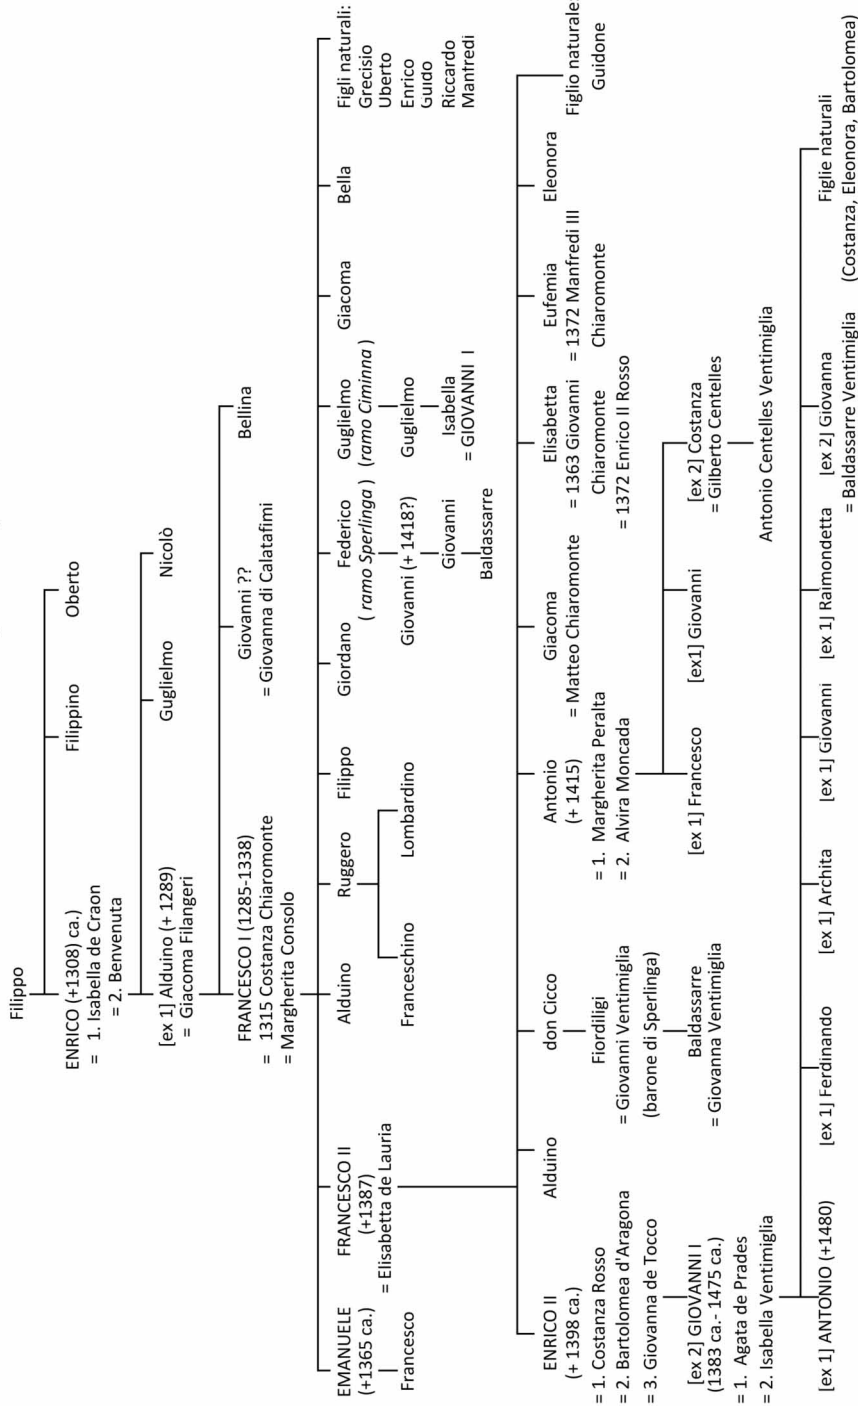 Filippo
ENRICO (+1308) ca.)
= 1. Isabella de Craon
= 2. Benvenuta
Filippino
Oberto
[ex 1] Alduino (+ 1289)
= Giacoma Filangeri
Guglielmo
Nicolò
FRANCESCO I (1285-1338)
= 1315 Costanza Chiaromonte
= Margherita Consolo
Giovanni ??
= Giovanna di Calatafimi
Bellina
EMANUELE
(+1365 ca.)
Francesco
FRANCESCO II
(+1387)
= Elisabetta de Lauria
Alduino
Ruggero
Franceschino
Lombardino
Filippo
Giordano
Federico
( ramo Sperlinga )
Giovanni (+ 1418?)
Giovanni
Baldassarre
Guglielmo
(ramo Ciminna )
Guglielmo
Isabella
= GIOVANNI I
Giacoma
Bella
Figli naturali:
Grecisio
Uberto
Enrico
Guido
Riccardo
Manfredi
ENRICO II
(+ 1398 ca.)
= 1. Costanza Rosso
= 2. Bartolomea d'Aragona
= 3. Giovanna de Tocco
Alduino
don Cicco
Fiordiligi
= Giovanni Ventimiglia
(barone di Sperlinga)
Baldassarre
= Giovanna Ventimiglia
Antonio
(+ 1415)
= 1. Margherita Peralta
= 2. Alvira Moncada
Giacoma
= Matteo Chiaromonte
Elisabetta
= 1363 Giovanni
Chiaromonte
= 1372 Enrico II Rosso
Eufemia
= 1372 Manfredi III
Chiaromonte
Eleonora
Figlio naturale:
Guidone
[ex 2] GIOVANNI I
(1383 ca.- 1475 ca.)
= 1. Agata de Prades
= 2. Isabella Ventimiglia
[ex 1] Francesco
[ex1] Giovanni
[ex 2] Costanza
= Gilberto Centelles
Antonio Centelles Ventimiglia
[ex 1] ANTONIO (+1480)
[ex 1] Ferdinando
[ex 1] Archita
[ex 1] Giovanni
[ex 1] Raimondetta
[ex 2] Giovanna
= Baldassarre Ventimiglia
Figlie naturali
(Costanza, Eleonora, Bartolomea)